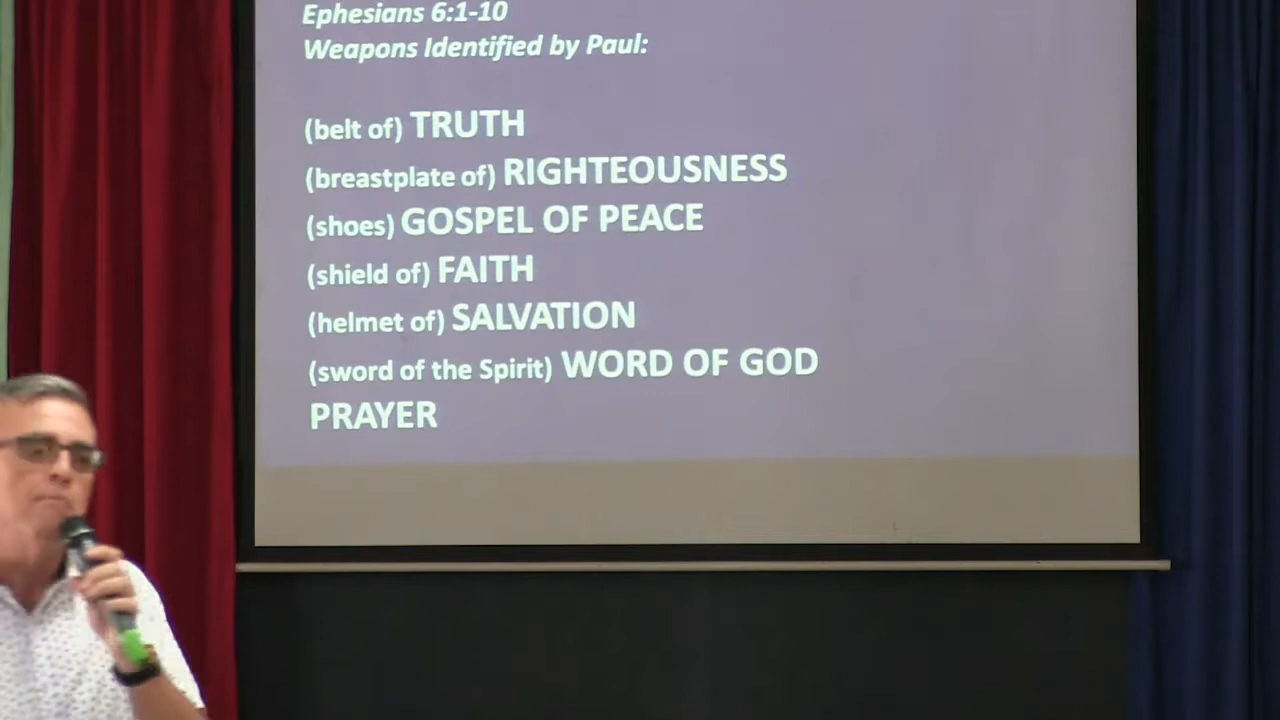 Ephesians 6:1-10
Weapons Identified by Paul:
(belt of) TRUTH
(breastplate of) RIGHTEOUSNESS
(shoes) GOSPEL OF PEACE
(shield of) FAITH
(helmet of) SALVATION
(sword of the Spirit) WORD OF GOD
PRAYER